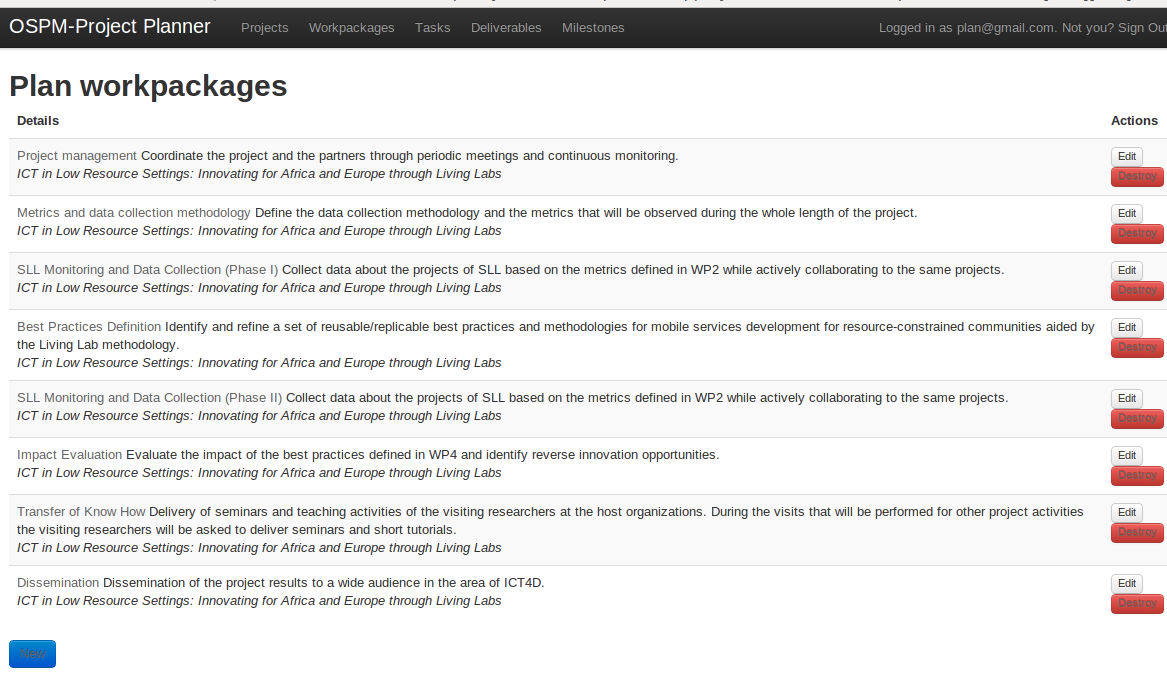 OSPM-Project Planner Projects Workpackages Tasks Deliverables Milestones Logged in as plan@gmail.com. Not you? Sign Out
Plan workpackages
Details Actions
Project management Coordinate the project and the partners through periodic meetings and continuous monitoring. Edit
ICT in Low Resource Settings: Innovating for Africa and Europe through Living Labs Destroy
Metrics and data collection methodology Define the data collection methodology and the metrics that will be observed during the whole length of the project. Edit
ICT in Low Resource Settings: Innovating for Africa and Europe through Living Labs Destroy
SLL Monitoring and Data Collection (Phase I) Collect data about the projects of SLL based on the metrics defined in WP2 while actively collaborating to the same projects. Edit
ICT in Low Resource Settings: Innovating for Africa and Europe through Living Labs Destroy
Best Practices Definition Identify and refine a set of reusable/replicable best practices and methodologies for mobile services development for resource-constrained communities aided by Edit
the Living Lab methodology. Destroy
ICT in Low Resource Settings: Innovating for Africa and Europe through Living Labs
SLL Monitoring and Data Collection (Phase II) Collect data about the projects of SLL based on the metrics defined in WP2 while actively collaborating to the same projects. Edit
ICT in Low Resource Settings: Innovating for Africa and Europe through Living Labs Destroy
Impact Evaluation Evaluate the impact of the best practices defined in WP4 and identify reverse innovation opportunities. Edit
ICT in Low Resource Settings: Innovating for Africa and Europe through Living Labs Destroy
Transfer of Know How Delivery of seminars and teaching activities of the visiting researchers at the host organizations. During the visits that will be performed for other project activities Edit
the visiting researchers will be asked to deliver seminars and short tutorials. Destroy
ICT in Low Resource Settings: Innovating for Africa and Europe through Living Labs
Dissemination Dissemination of the project results to a wide audience in the area of ICT4D. Edit
ICT in Low Resource Settings: Innovating for Africa and Europe through Living Labs Destroy
New